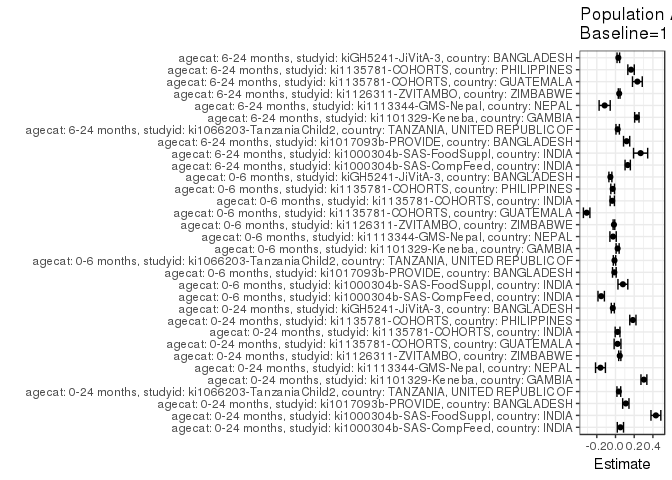 Population
Baseline=1
agecat: 6-24 months, studyid: kiGH5241-JiVitA-3, country: BANGLADESH
agecat: 6-24 months, studyid: ki1135781-COHORTS, country: PHILIPPINES
agecat: 6-24 months, studyid: ki1135781-COHORTS, country: GUATEMALA
agecat: 6-24 months, studyid: ki1126311-ZVITAMBO, country: ZIMBABWE
agecat: 6-24 months, studyid: ki1113344-GMS-Nepal, country: NEPAL
agecat: 6-24 months, studyid: ki1101329-Keneba, country: GAMBIA
agecat: 6-24 months, studyid: ki1066203-TanzaniaChild2, country: TANZANIA, UNITED REPUBLIC OF
agecat: 6-24 months, studyid: ki1017093b-PROVIDE, country: BANGLADESH
agecat: 6-24 months, studyid: ki1000304b-SAS-FoodSuppl, country: INDIA
agecat: 6-24 months, studyid: ki1000304b-SAS-CompFeed, country: INDIA
agecat: 0-6 months, studyid: kiGH5241-JiVitA-3, country: BANGLADESH
agecat: 0-6 months, studyid: ki1135781-COHORTS, country: PHILIPPINES
agecat: 0-6 months, studyid: ki1135781-COHORTS, country: INDIA
agecat: 0-6 months, studyid: ki1135781-COHORTS, country: GUATEMALA
agecat: 0-6 months, studyid: ki1126311-ZVITAMBO, country: ZIMBABWE
agecat: 0-6 months, studyid: ki1113344-GMS-Nepal, country: NEPAL
agecat: 0-6 months, studyid: ki1101329-Keneba, country: GAMBIA
agecat: 0-6 months, studyid: ki1066203-TanzaniaChild2, country: TANZANIA, UNITED REPUBLIC OF
agecat: 0-6 months, studyid: ki1017093b-PROVIDE, country: BANGLADESH
agecat: 0-6 months, studyid: ki1000304b-SAS-FoodSuppl, country: INDIA
agecat: 0-6 months, studyid: ki1000304b-SAS-CompFeed, country: INDIA
agecat: 0-24 months, studyid: kiGH5241-JiVitA-3, country: BANGLADESH
agecat: 0-24 months, studyid: ki1135781-COHORTS, country: PHILIPPINES
agecat: 0-24 months, studyid: ki1135781-COHORTS, country: INDIA
agecat: 0-24 months, studyid: ki1135781-COHORTS, country: GUATEMALA
agecat: 0-24 months, studyid: ki1126311-ZVITAMBO, country: ZIMBABWE
agecat: 0-24 months, studyid: ki1113344-GMS-Nepal, country: NEPAL
agecat: 0-24 months, studyid: ki1101329-Keneba, country: GAMBIA
agecat: 0-24 months, studyid: ki1066203-TanzaniaChild2, country: TANZANIA, UNITED REPUBLIC OF
agecat: 0-24 months, studyid: ki1017093b-PROVIDE, country: BANGLADESH
agecat: 0-24 months, studyid: ki1000304b-SAS-FoodSuppl, country: INDIA
agecat: 0-24 months, studyid: ki1000304b-SAS-CompFeed, country: INDIA
-0.2 0.0 0.2 0.4
Estimate